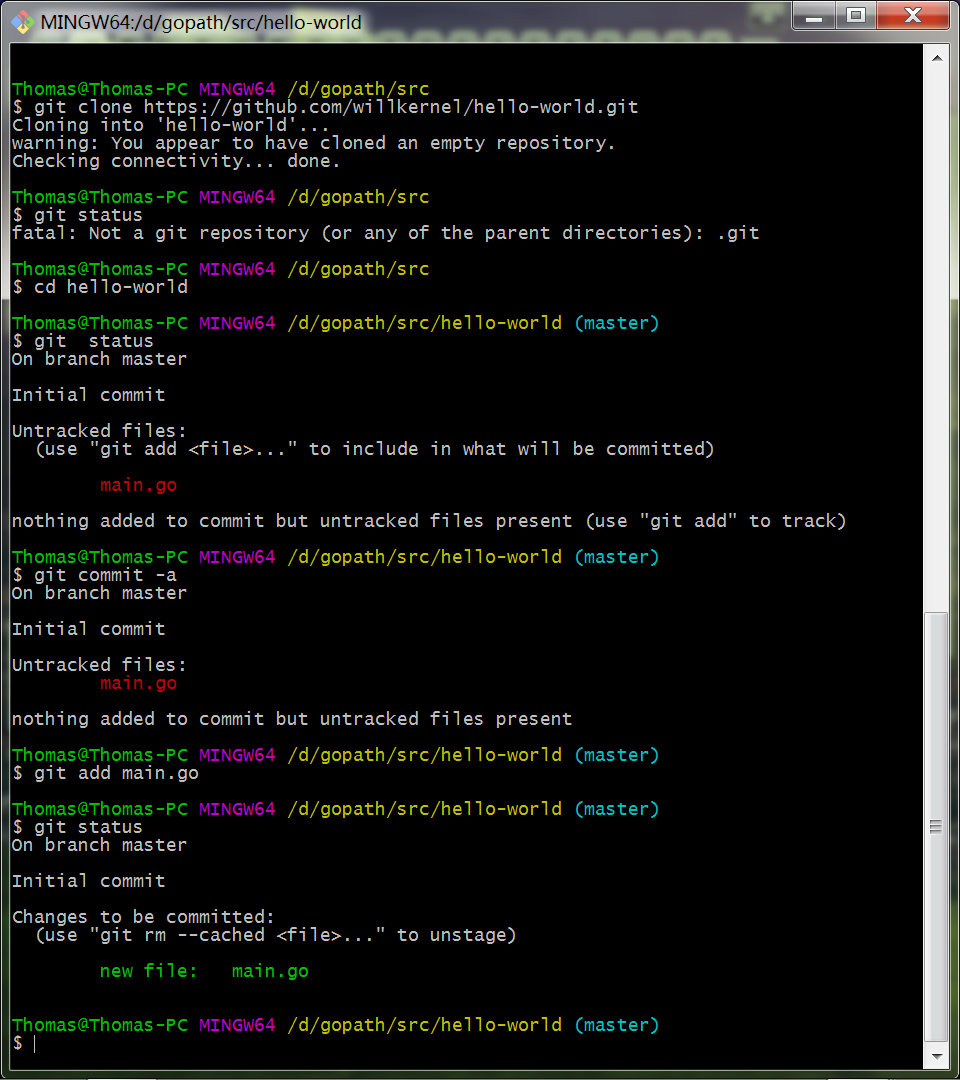 MINGW64:/d/gopath/src/hello-world
Thomas@Thomas-PC MINGW64 /d/gopath/src
$ git clone https://github.com/willkernel/hello-world.git
Cloning into 'hello-world'...
warning: You appear to have cloned an empty repository.
Checking connectivity... done.
Thomas@Thomas-PC MINGW64 /d/gopath/src
$ git status
fatal: Not a git repository (or any of the parent directories): .git
Thomas@Thomas-PC MINGW64 /d/gopath/src
$ cd hello-world
Thomas@Thomas-PC MINGW64 /d/gopath/src/hello-world (master)
$ git  status
On branch master
Initial commit
Untracked files:
  (use "git add <file>..." to include in what will be committed)
        main.go
nothing added to commit but untracked files present (use "git add" to track)
Thomas@Thomas-PC MINGW64 /d/gopath/src/hello-world (master)
$ git commit -a
On branch master
Initial commit
Untracked files:
        main.go
nothing added to commit but untracked files present
Thomas@Thomas-PC MINGW64 /d/gopath/src/hello-world (master)
$ git add main.go
Thomas@Thomas-PC MINGW64 /d/gopath/src/hello-world (master)
$ git status
On branch master
Initial commit
Changes to be committed:
  (use "git rm --cached <file>..." to unstage)
        new file:   main.go
Thomas@Thomas-PC MINGW64 /d/gopath/src/hello-world (master)
$